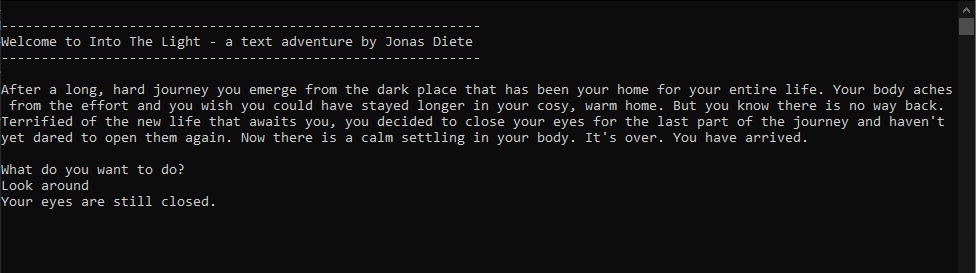 ------------------------------------------------------------
Welcome to Into The Light - a text adventure by Jonas Diete
------------------------------------------------------------
After a long, hard journey you emerge from the dark place that has been your home for your entire life. Your body aches
from the effort and you wish you could have stayed longer in your cosy, warm home. But you know there is no way back.
Terrified of the new life that awaits you, you decided to close your eyes for the last part of the journey and haven't
yet dared to open them again. Now there is a calm settling in your body. It's over. You have arrived.
What do you want to do?
Look around
Your eyes are still closed.